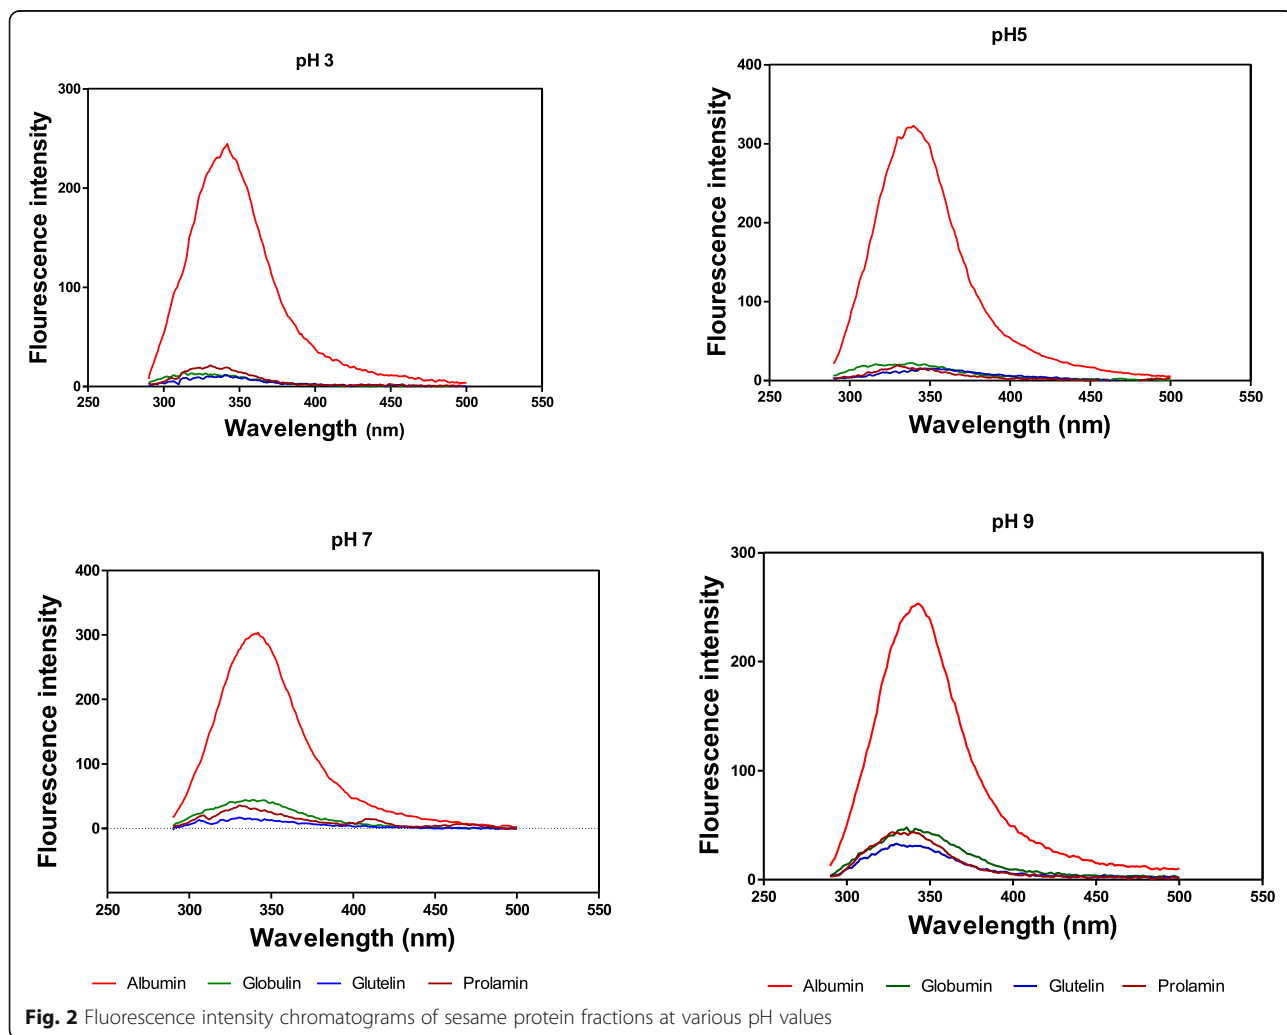 pH 3
300
200
100
0
250 300 350 400 450 500 550
Flourescence intensity
Wavelength (nm)
pH5
400
300
200
100
0
250 300 350 400 450 500 550
Flourescence intensity
Wavelength (nm)
pH 7
400
300
200
100
0
250 300 350 400 450 500 550
Flourescence intensity
Wavelength (nm)
Albumin Globulin Glutelin Prolamin
pH 9
300
200
100
0
250 300 350 400 450 500 550
Flourescence intensity
Wavelength (nm)
Albumin Globumin Glutelin Prolamin
Fig. 2 Fluorescence intensity chromatograms of sesame protein fractions at various pH values